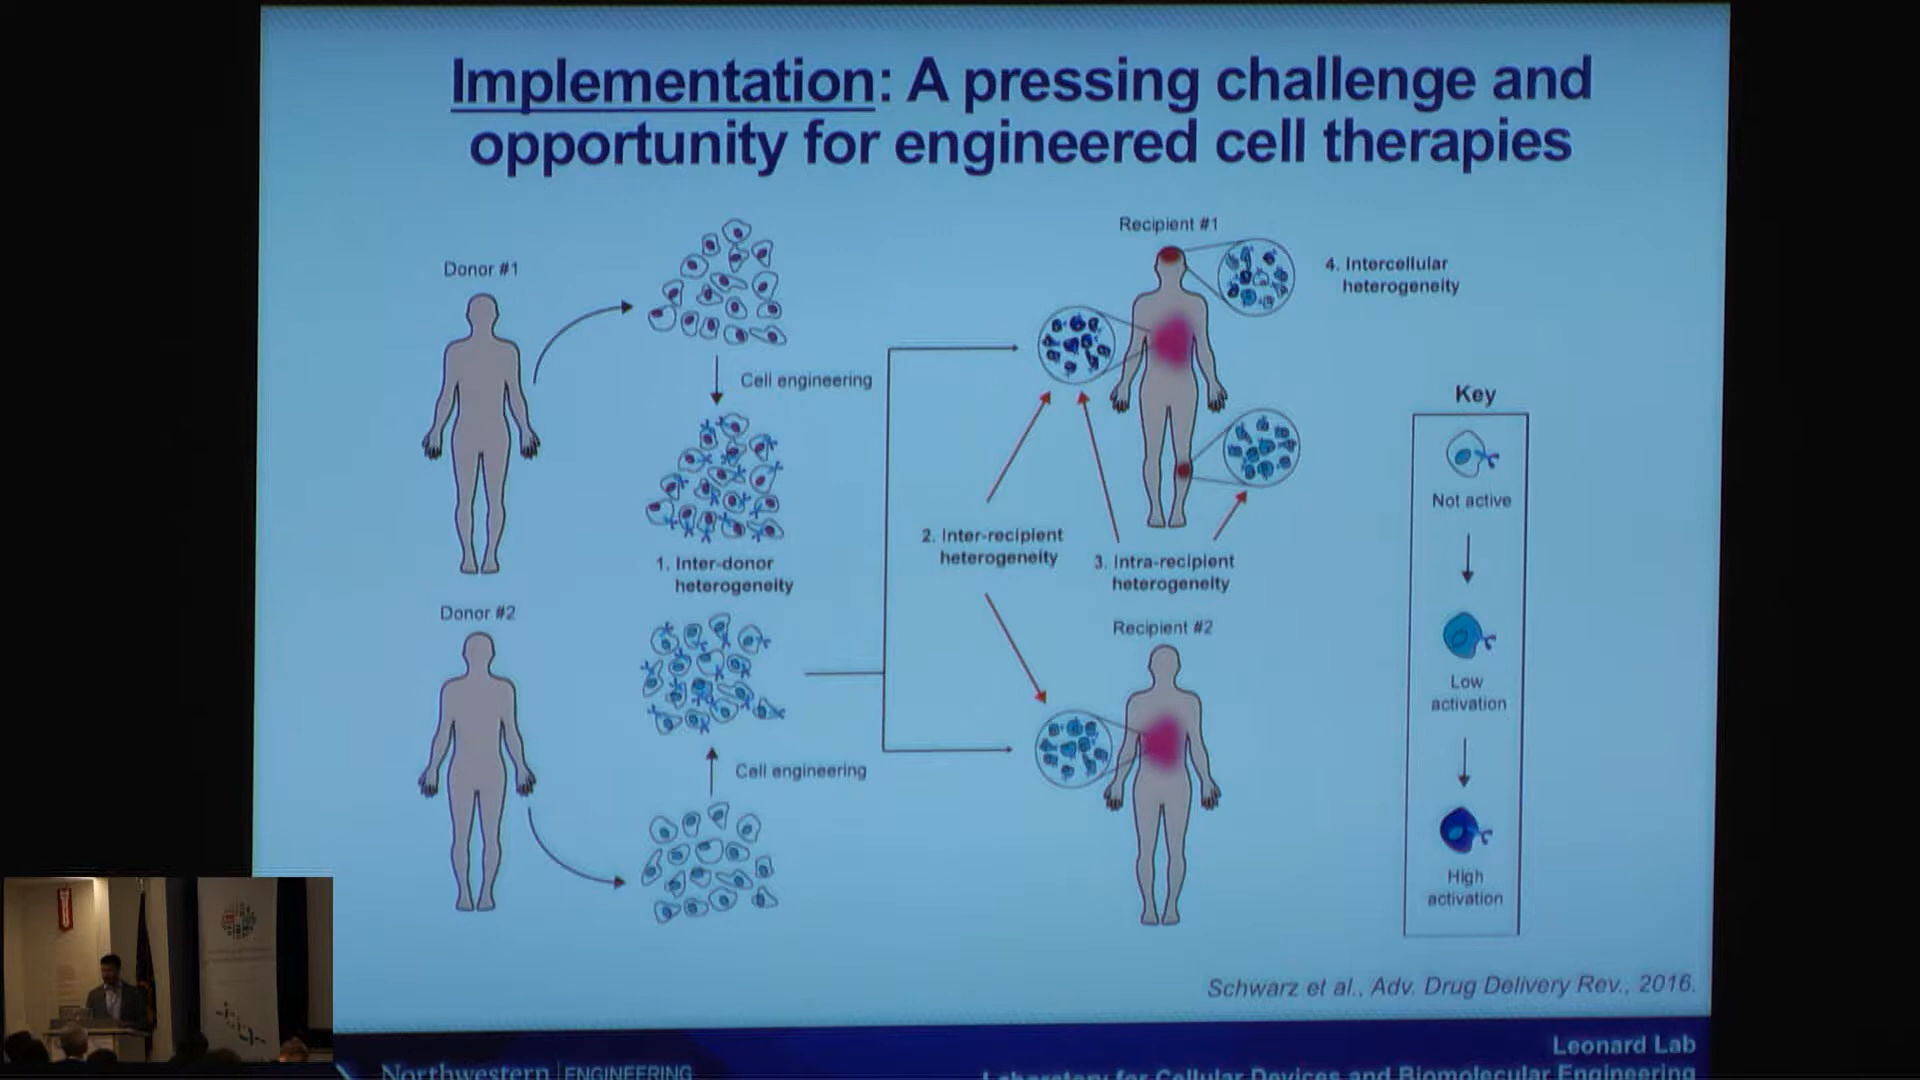 Implementation: A pressing challenge and
opportunity for engineered cell therapies
Donor #1
Cell engineering
1. Inter-donor
heterogeneity
Donor #2
Cell engineering
2. Inter-recipient
heterogeneity
3. Intra-recipient
heterogeneity
Recipient #1
4. Intercellular
heterogeneity
Recipient #2
Key
Not active
Low
activation
High
activation
Schwarz et al., Adv. Drug Delivery Rev., 2016.
Northwestern | ENGINEERING
Leonard Lab
Laboratory for Cellular Devices and Biomolecular Engineering